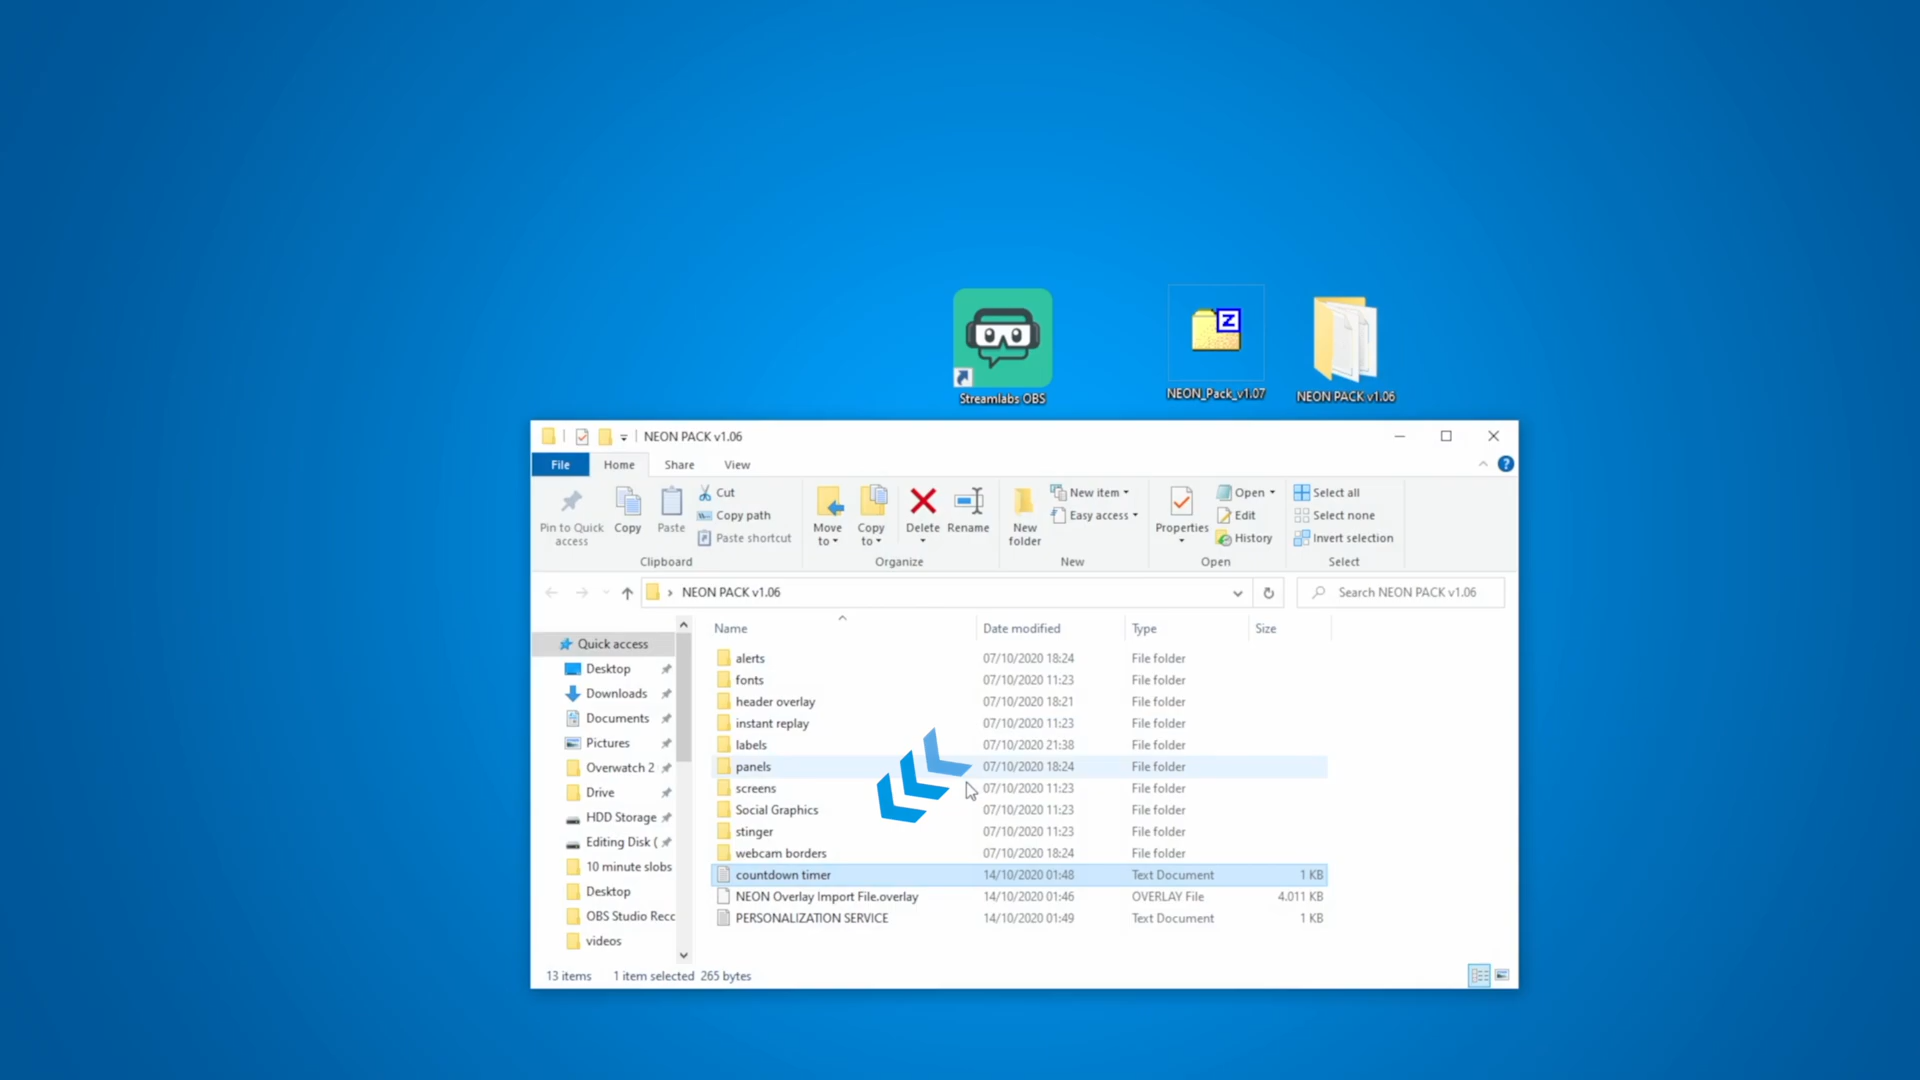 Streamlabs OBS
NEON_Pack_v1.07
NEON PACK v1.06
NEON PACK v1.06
File Home Share View
Pin to Quick access
Copy
Paste
Cut
Copy path
Paste shortcut
Clipboard
Move to
Copy to
Delete
Rename
Organize
New folder
New item
Easy access
New
Properties
Open
Edit
History
Open
Select all
Select none
Invert selection
Select
NEON PACK v1.06
Search NEON PACK v1.06
Quick access
Desktop
Downloads
Documents
Pictures
Overwatch 2
Drive
HDD Storage
Editing Disk (
10 minute slobs
Desktop
OBS Studio Rec
videos
Name Date modified Type Size
alerts 07/10/2020 18:24 File folder
fonts 07/10/2020 11:23 File folder
header overlay 07/10/2020 18:21 File folder
instant replay 07/10/2020 11:23 File folder
labels 07/10/2020 21:38 File folder
panels 07/10/2020 18:24 File folder
screens 07/10/2020 11:23 File folder
Social Graphics 07/10/2020 11:23 File folder
stinger 07/10/2020 11:23 File folder
webcam borders 07/10/2020 18:24 File folder
countdown timer 14/10/2020 01:48 Text Document 1 KB
NEON Overlay Import File.overlay 14/10/2020 01:46 OVERLAY File 4.011 KB
PERSONALIZATION SERVICE 14/10/2020 01:49 Text Document 1 KB
13 items 1 item selected 265 bytes